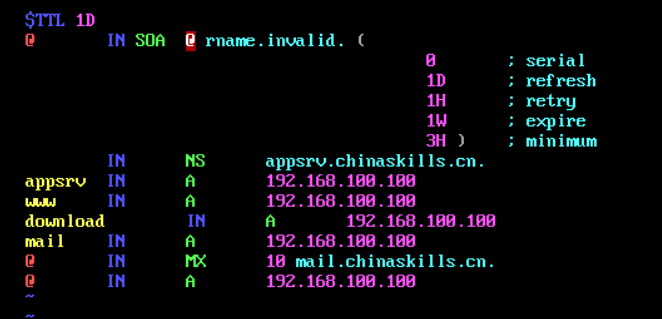 $TTL 1D
@ IN SOA @ rname.invalid. (
0 ; serial
1D ; refresh
1H ; retry
1W ; expire
3H ) ; minimum
IN NS appsrv.chinaskills.cn.
appsrv IN A 192.168.100.100
www IN A 192.168.100.100
download IN A 192.168.100.100
mail IN A 192.168.100.100
@ IN MX 10 mail.chinaskills.cn.
@ IN A 192.168.100.100
~
~